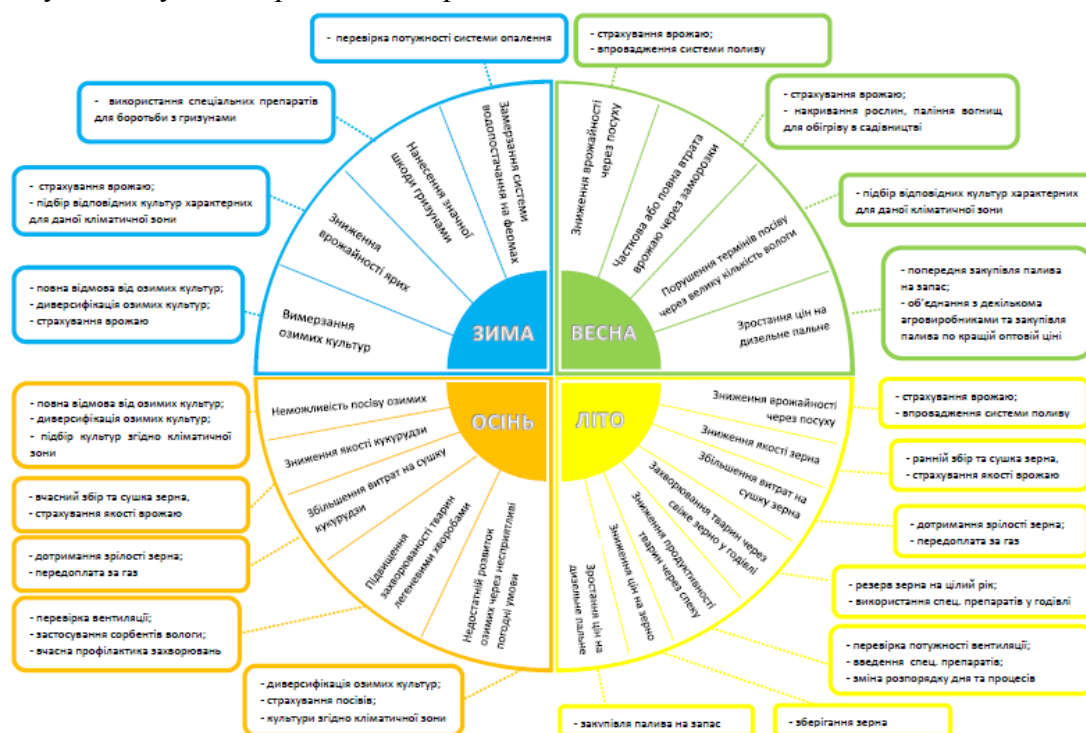 - перевірка потужності системи опалення
- страхування врожаю;
- впровадження системи поливу
- використання спеціальних препаратів
для боротьби з гризунами
- страхування врожаю;
- накривання рослин, паління вогнищ
для обігріву в садівництві
- страхування врожаю;
- підбір відповідних культур характерних
для даної кліматичної зони
- підбір відповідних культур характерних
для даної кліматичної зони
- повна відмова від озимих культур;
- диверсифікація озимих культур;
- страхування врожаю
- попередня закупівля палива
на запас;
- об'єднання з декількома
агровиробниками та закупівля
палива по кращій оптовій ціні
Вимерзання
озимих культур
Зниження
врожайності ярих
Нанесення значної
шкоди гризунами
Замерзання системи
водопостачання на фермах
ЗИМА
Зниження врожайності
через посуху
Часткова або повна втрата
врожаю через заморозки
Порушення термінів посіву
через велику кількість вологи
Зростання цін на
дизельне пальне
ВЕСНА
- повна відмова від озимих культур;
- диверсифікація озимих культур;
- підбір культур згідно кліматичної
зони
- вчасний збір та сушка зерна,
- страхування якості врожаю
- дотримання зрілості зерна;
- передоплата за газ
- перевірка вентиляції;
- застосування сорбентів вологи;
- вчасна профілактика захворювань
- диверсифікація озимих культур;
- страхування посівів;
- культури згідно кліматичної зони
Неможливість посіву озимих
Зниження якості кукурудзи
Збільшення витрат на сушку
кукурудзи
Підвищення
захворюваності тварин
легеневими хворобами
Недостатній розвиток
озимих через несприятливі
погодні умови
ОСІНЬ
ЛІТО
Зниження врожайності
через посуху
Зниження якості зерна
Збільшення витрат на
сушку зерна
Захворювання тварин через
свіже зерно у годівлі
Зниження продуктивності
тварин через спеку
Зниження цін на зерно
Зростання цін на
дизельне пальне
- страхування врожаю;
- впровадження системи поливу
- ранній збір та сушка зерна,
- страхування якості врожаю
- дотримання зрілості зерна;
- передоплата за газ
- резерв зерна на цілий рік;
- використання спец. препаратів у годівлі
- перевірка потужності вентиляції;
- введення спец. препаратів;
- зміна розпорядку дня та процесів
- закупівля палива на запас
- зберігання зерна